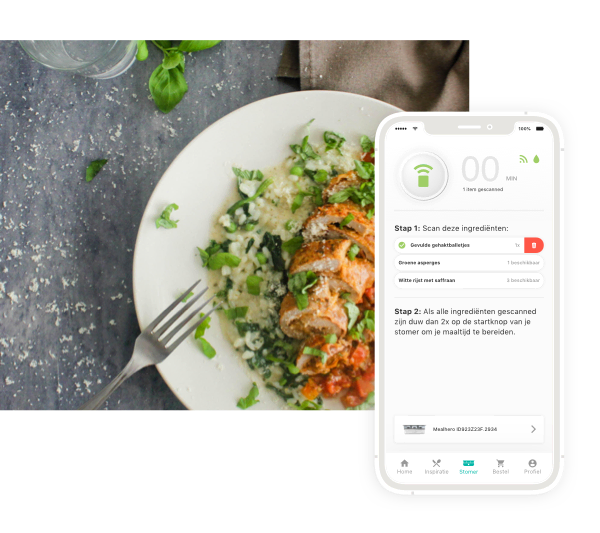 100%
00 MIN
1 item gescanned
Stap 1: Scan deze ingrediënten:
Gevulde gehaktballetjes 1x
Groene asperges 1 beschikbaar
Witte rijst met saffraan 3 beschikbaar
Stap 2: Als alle ingrediënten gescanned
zijn duw dan 2x op de startknop van je
stomer om je maaltijd te bereiden.
Mealhero ID923Z23F.2934
Home Inspiratie Stomer Bestel Profiel